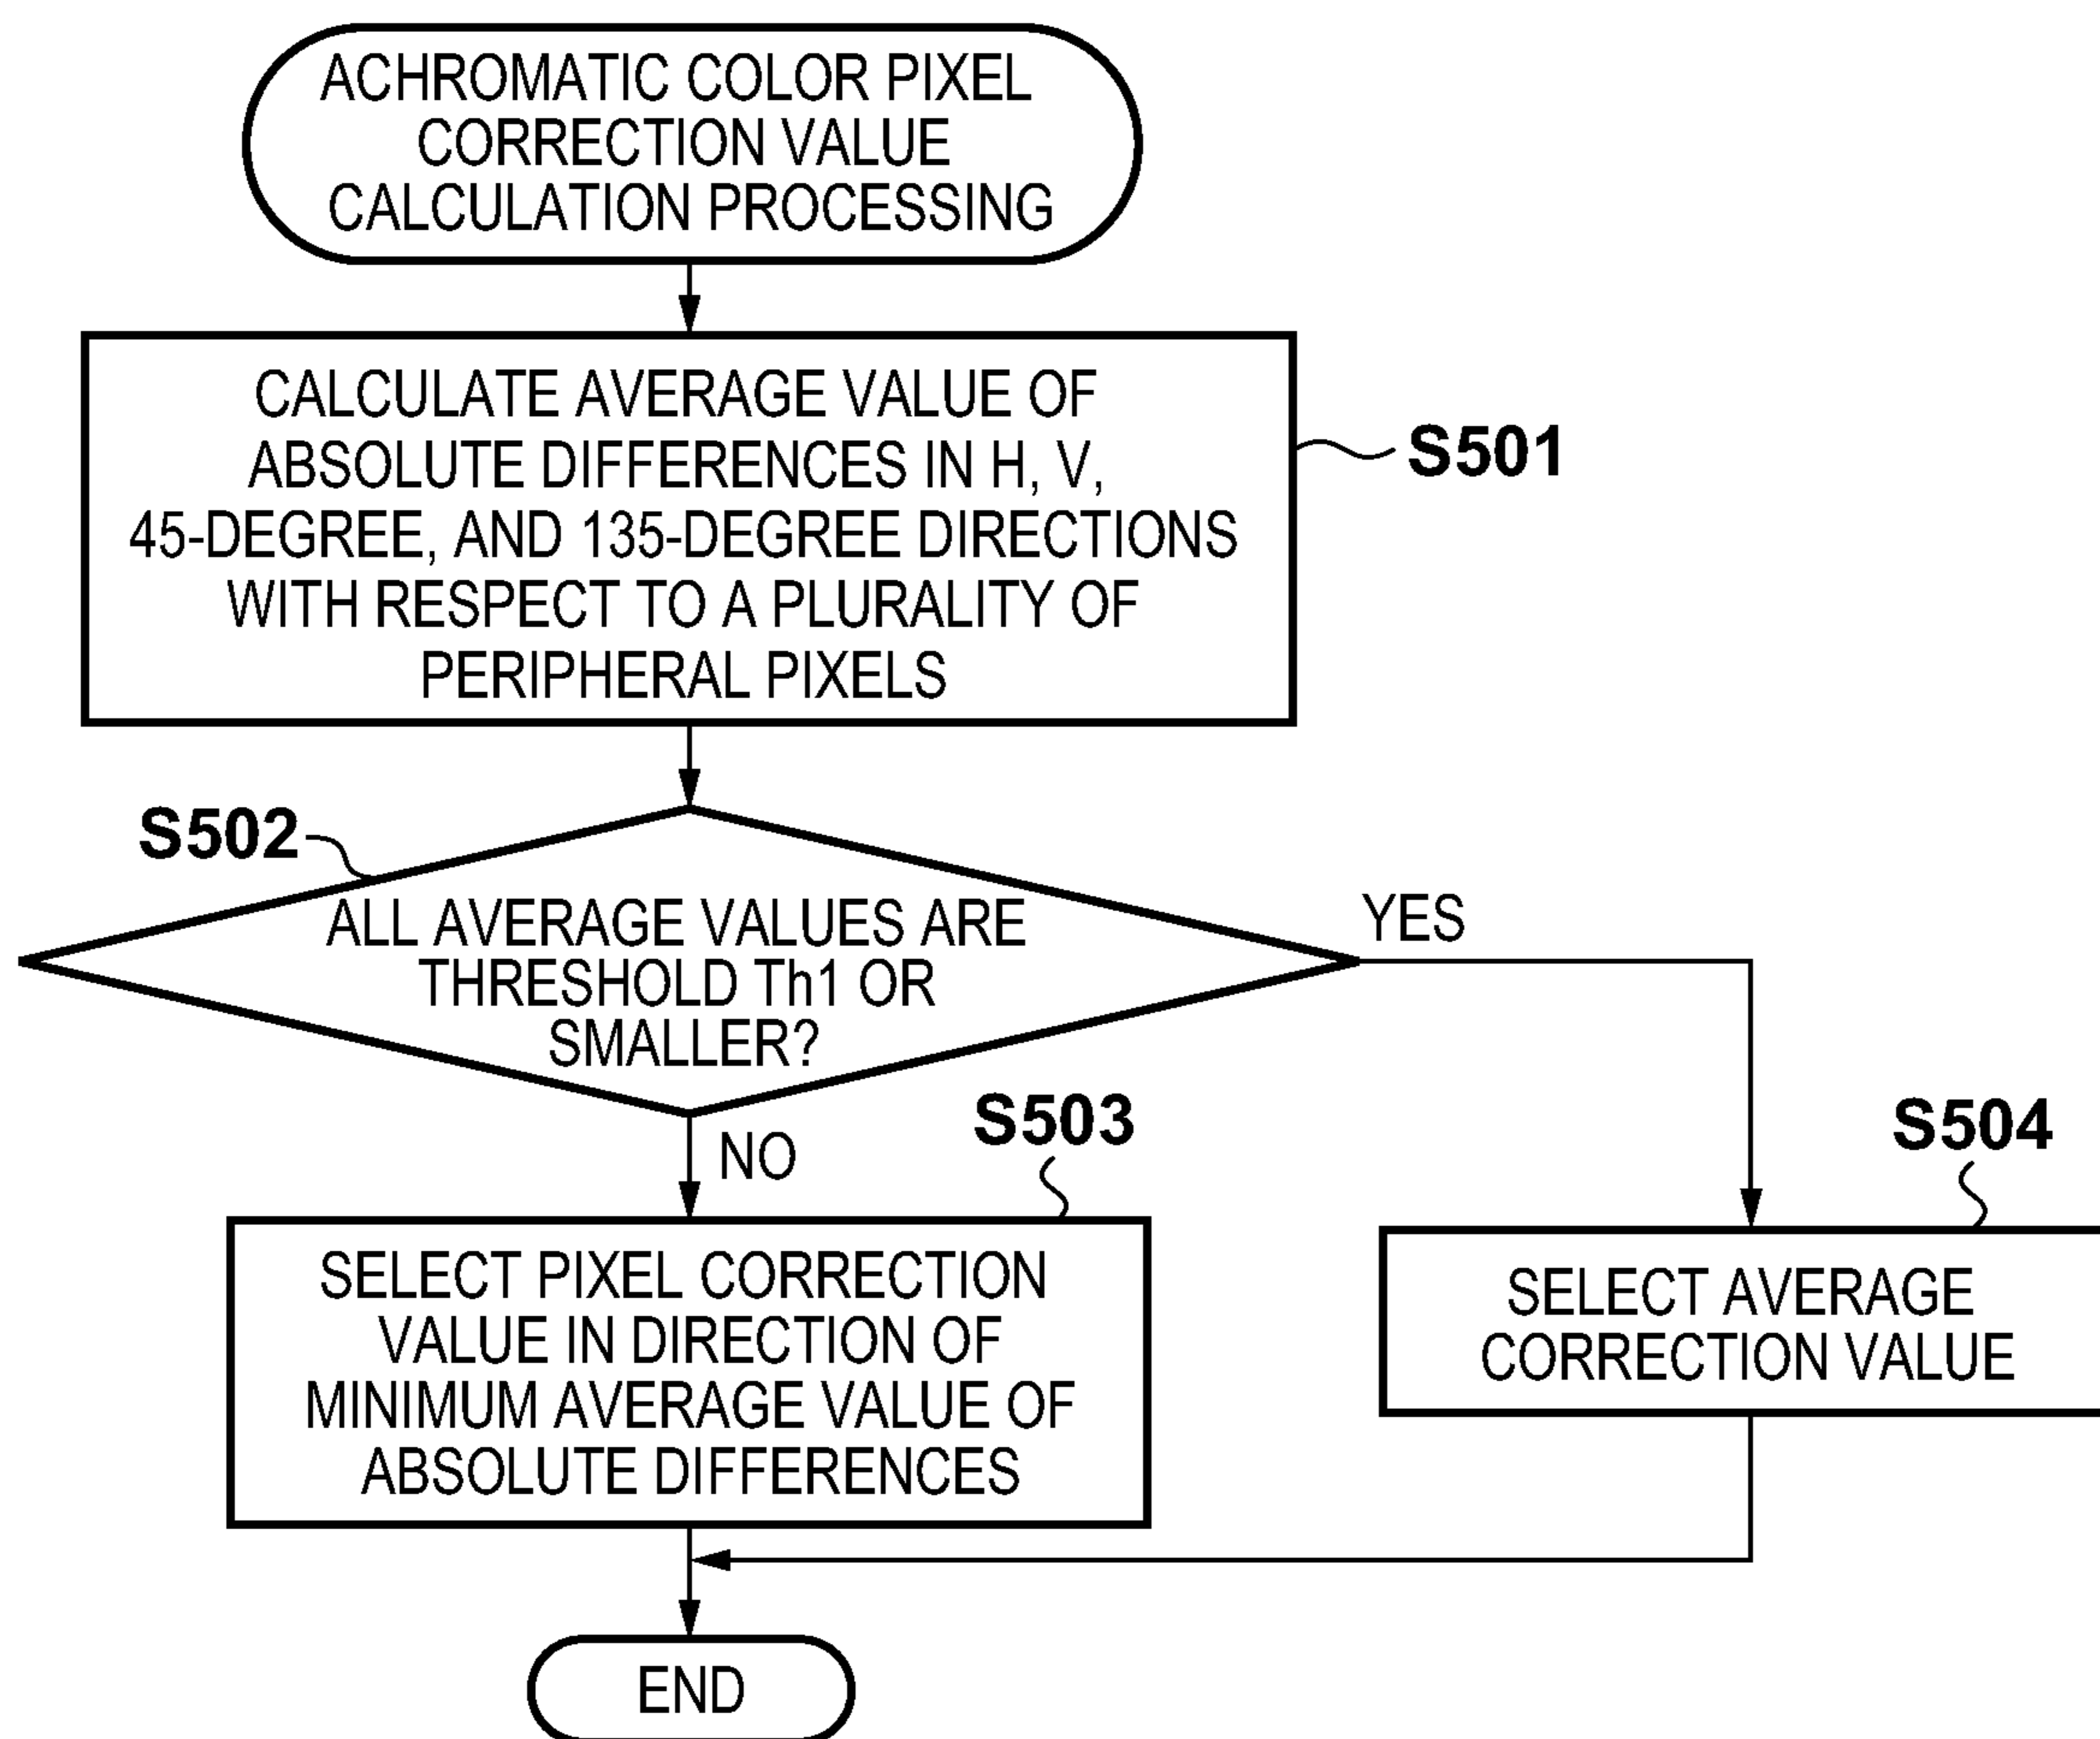 ACHROMATIC COLOR PIXEL
CORRECTION VALUE
CALCULATION PROCESSING
CALCULATE AVERAGE VALUE OF
ABSOLUTE DIFFERENCES IN H, V,
45-DEGREE, AND 135-DEGREE DIRECTIONS
WITH RESPECT TO A PLURALITY OF
PERIPHERAL PIXELS
S501
S502
ALL AVERAGE VALUES ARE
THRESHOLD Th1 OR
SMALLER?
YES
NO
S503
SELECT PIXEL CORRECTION
VALUE IN DIRECTION OF
MINIMUM AVERAGE VALUE OF
ABSOLUTE DIFFERENCES
S504
SELECT AVERAGE
CORRECTION VALUE
END